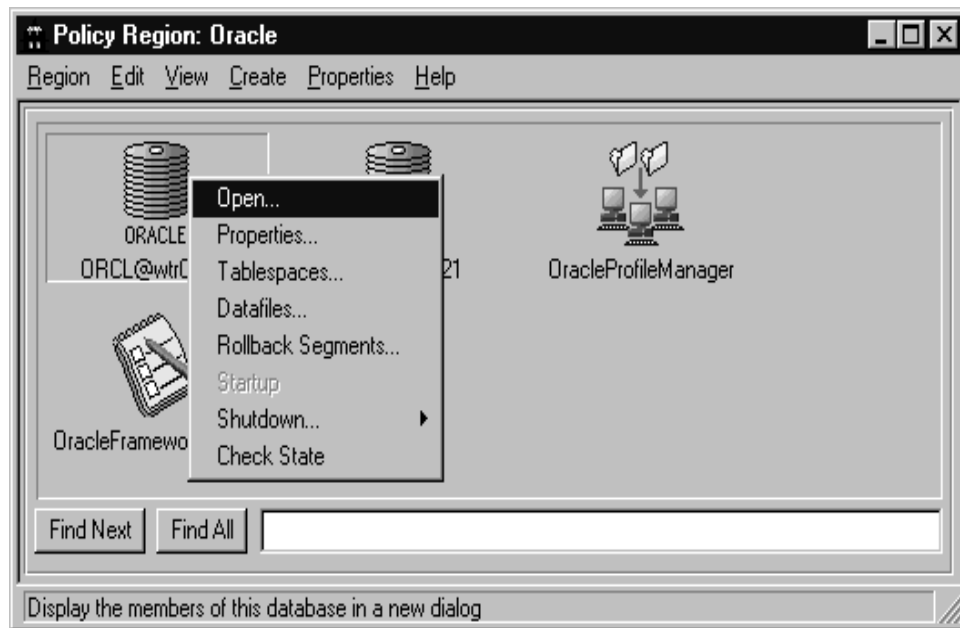 Policy Region: Oracle
Region Edit View Create Properties Help
ORACLE
ORCL@wtr
21
OracleProfileManager
Open...
Properties...
Tablespaces...
Datafiles...
Rollback Segments...
Startup
Shutdown...
Check State
OracleFramewo
Find Next Find All
Display the members of this database in a new dialog